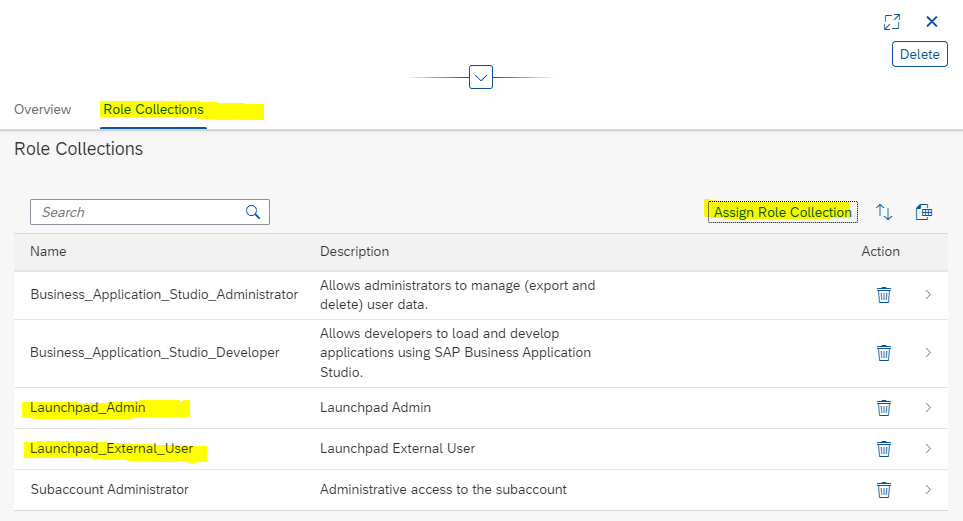 Delete
Overview Role Collections
Role Collections
Search Assign Role Collection
Name Description Action
Business_Application_Studio_Administrator Allows administrators to manage (export and
delete) user data.
Business_Application_Studio_Developer Allows developers to load and develop
applications using SAP Business Application
Studio.
Launchpad_Admin Launchpad Admin
Launchpad_External_User Launchpad External User
Subaccount Administrator Administrative access to the subaccount